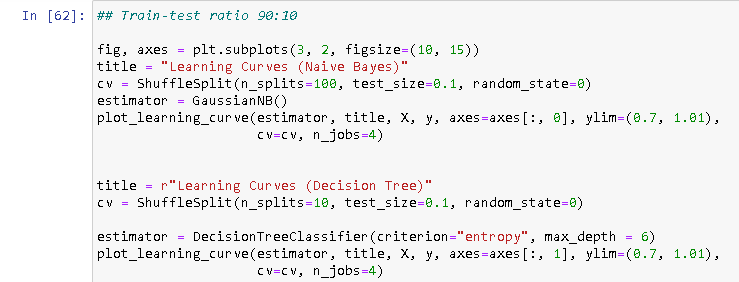 In [62]: ## Train-test ratio 90:10
fig, axes = plt.subplots(3, 2, figsize=(10, 15))
title = "Learning Curves (Naive Bayes)"
cv = ShuffleSplit(n_splits=100, test_size=0.1, random_state=0)
estimator = GaussianNB()
plot_learning_curve(estimator, title, X, y, axes=axes[:, 0], ylim=(0.7, 1.01),
cv=cv, n_jobs=4)
title = r"Learning Curves (Decision Tree)"
cv = ShuffleSplit(n_splits=10, test_size=0.1, random_state=0)
estimator = DecisionTreeClassifier(criterion="entropy", max_depth = 6)
plot_learning_curve(estimator, title, X, y, axes=axes[:, 1], ylim=(0.7, 1.01),
cv=cv, n_jobs=4)